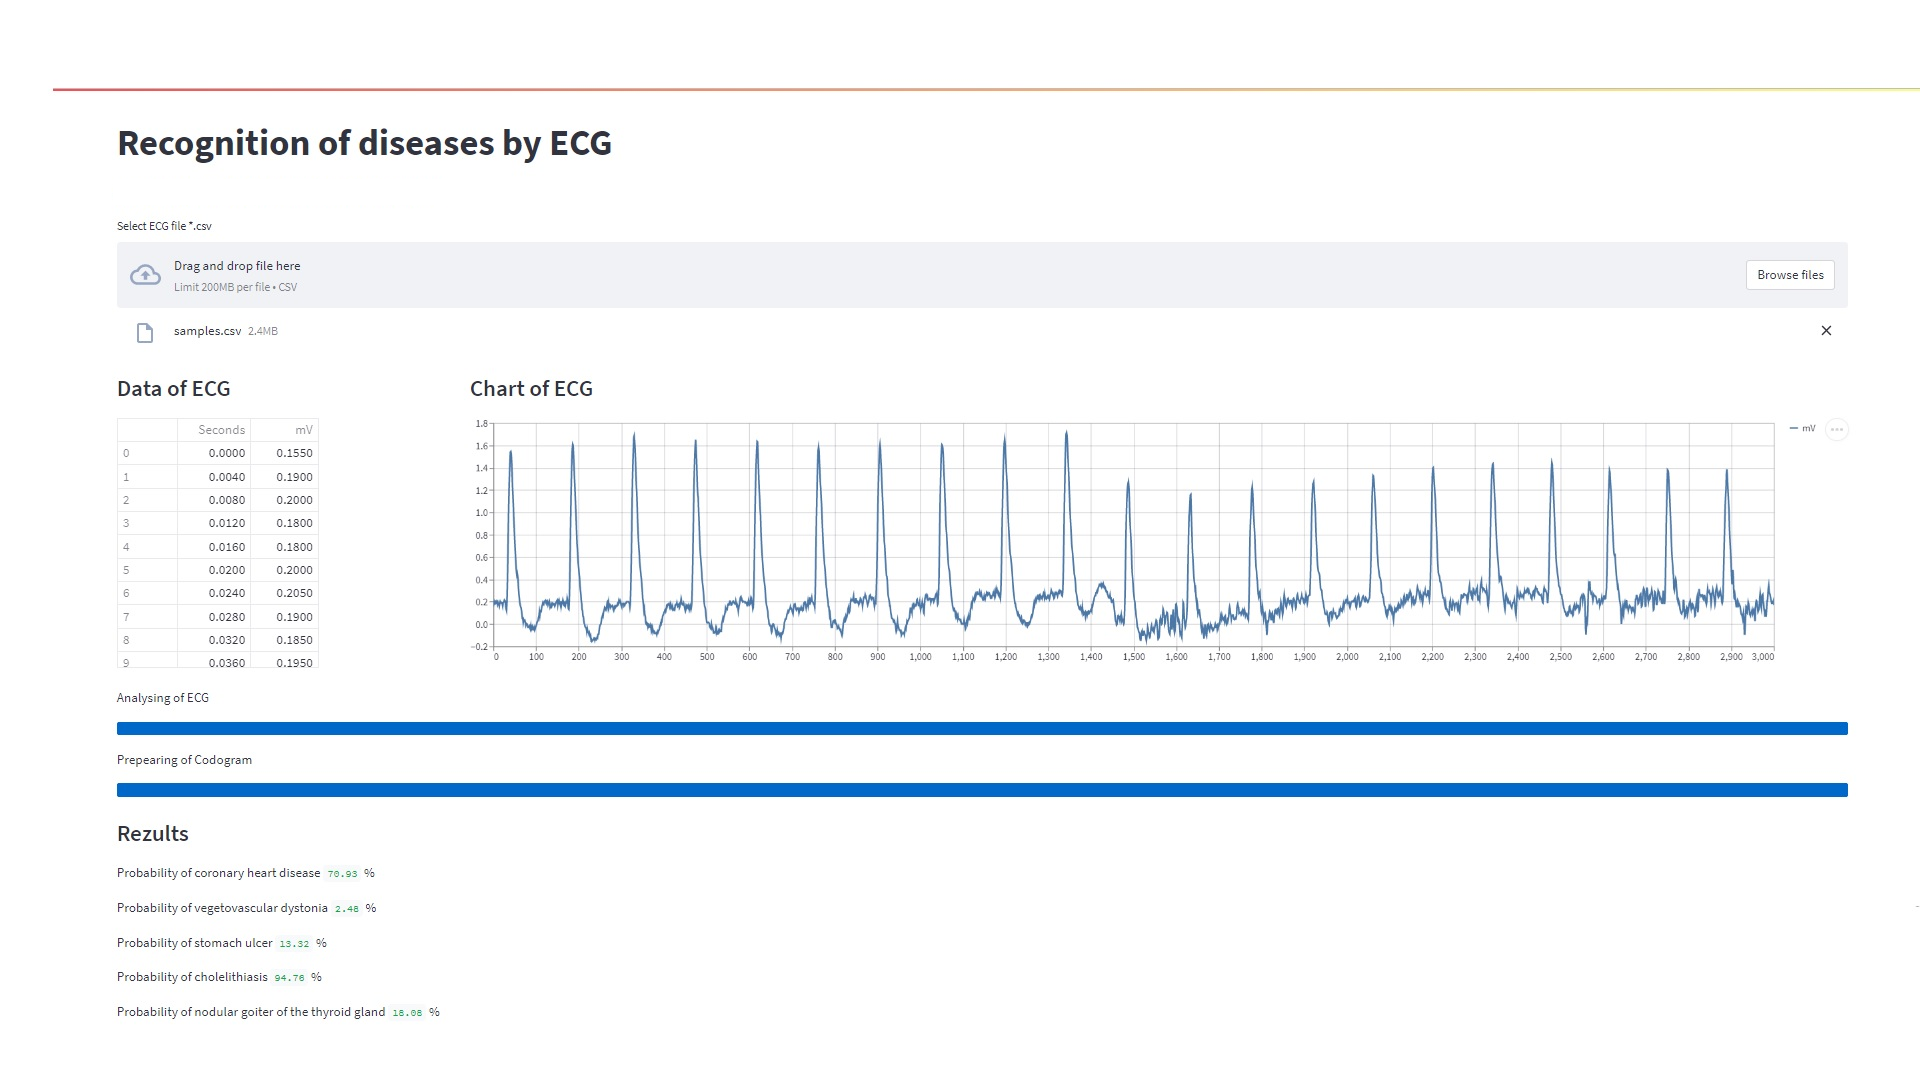 Recognition of diseases by ECG
Select ECG file *.csv
Drag and drop file here
Limit 200MB per file • CSV
Browse files
samples.csv 2.4MB
Data of ECG
Chart of ECG
Seconds mV
0 0.0000 0.1550
1 0.0040 0.1900
2 0.0080 0.2000
3 0.0120 0.1800
4 0.0160 0.1800
5 0.0200 0.2000
6 0.0240 0.2050
7 0.0280 0.1900
8 0.0320 0.1850
9 0.0360 0.1950
1.8
1.6
1.4
1.2
1.0
0.8
0.6
0.4
0.2
0.0
−0.2
0 100 200 300 400 500 600 700 800 900 1,000 1,100 1,200 1,300 1,400 1,500 1,600 1,700 1,800 1,900 2,000 2,100 2,200 2,300 2,400 2,500 2,600 2,700 2,800 2,900 3,000
mV
Analysing of ECG
Prepearing of Codogram
Rezults
Probability of coronary heart disease 70.93 %
Probability of vegetovascular dystonia 2.48 %
Probability of stomach ulcer 13.32 %
Probability of cholelithiasis 94.76 %
Probability of nodular goiter of the thyroid gland 18.08 %